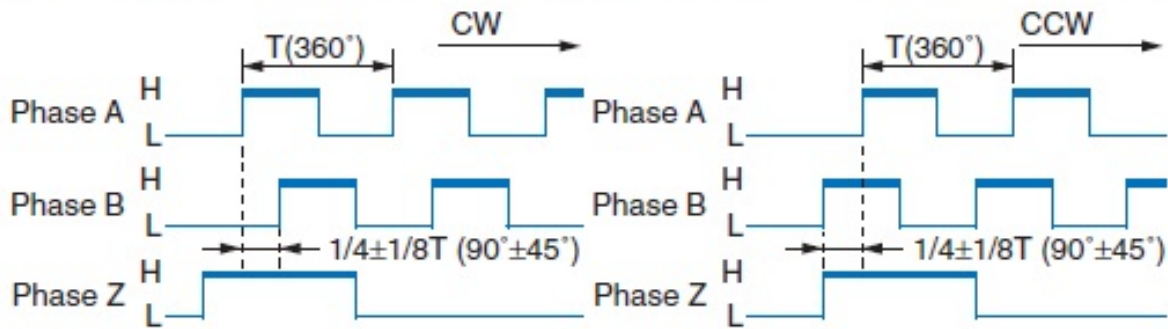 CW
T(360°)
H
Phase A
L
H
Phase B
L
1/4±1/8T (90°±45°)
H
Phase Z
L
CCW
T(360°)
H
Phase A
L
H
Phase B
L
1/4±1/8T (90°±45°)
H
Phase Z
L